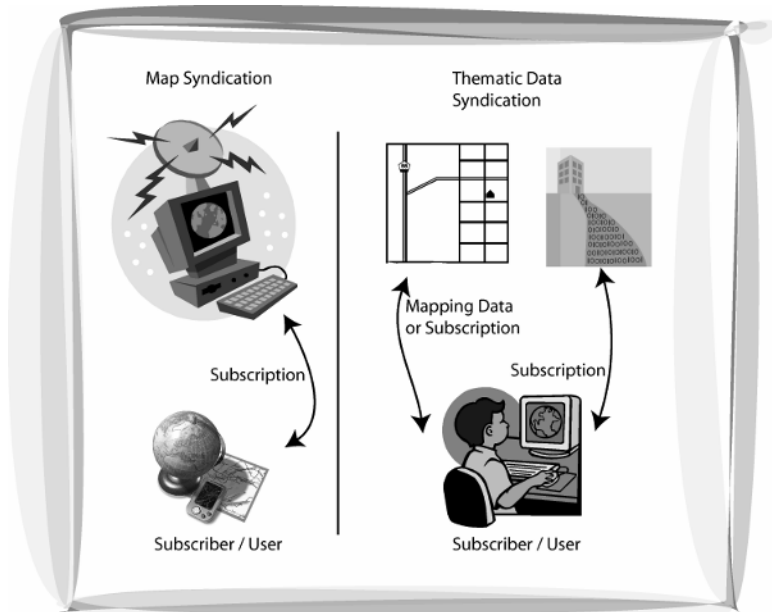 Map Syndication
Subscription
Subscriber / User
Thematic Data
Syndication
Mapping Data
or Subscription
Subscription
Subscriber / User